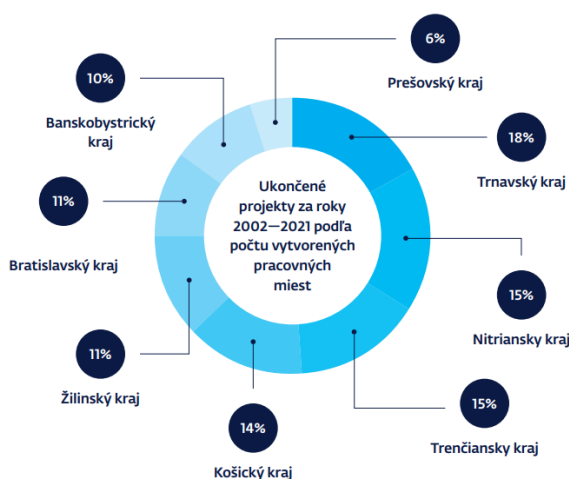 6%
Prešovský kraj
18%
Trnavský kraj
15%
Nitriansky kraj
15%
Trenčiansky kraj
14%
Košický kraj
11%
Žilinský kraj
11%
Bratislavský kraj
10%
Banskobystrický
kraj
Ukončené
projekty za roky
2002—2021 podľa
počtu vytvorených
pracovných
miest